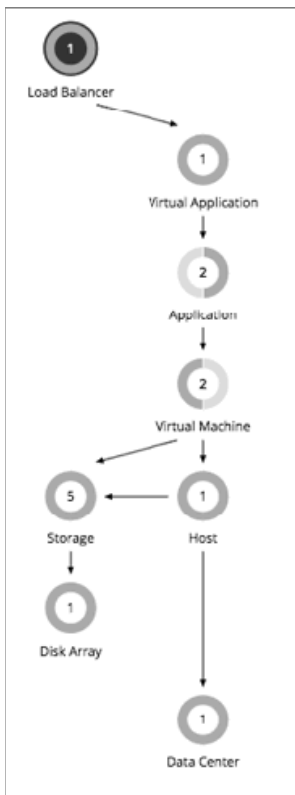 1
Load Balancer
1
Virtual Application
2
Application
2
Virtual Machine
5
Storage
1
Host
1
Disk Array
1
Data Center